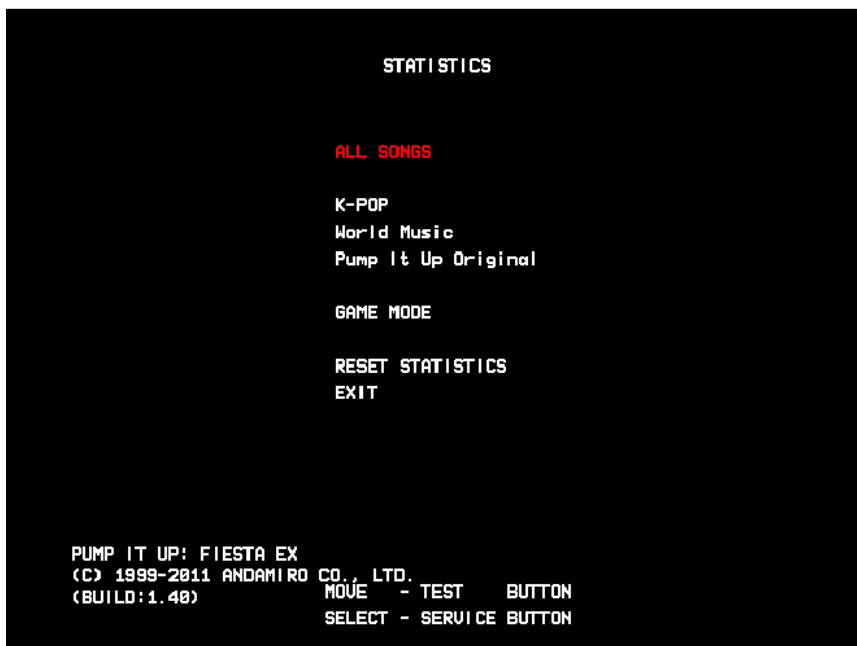 STATISTICS
ALL SONGS
K-POP
World Music
Pump It Up Original
GAME MODE
RESET STATISTICS
EXIT
PUMP IT UP: FIESTA EX
(C) 1999-2011 ANDAMIRO CO., LTD.
(BUILD:1.40)
MOVE - TEST BUTTON
SELECT - SERVICE BUTTON